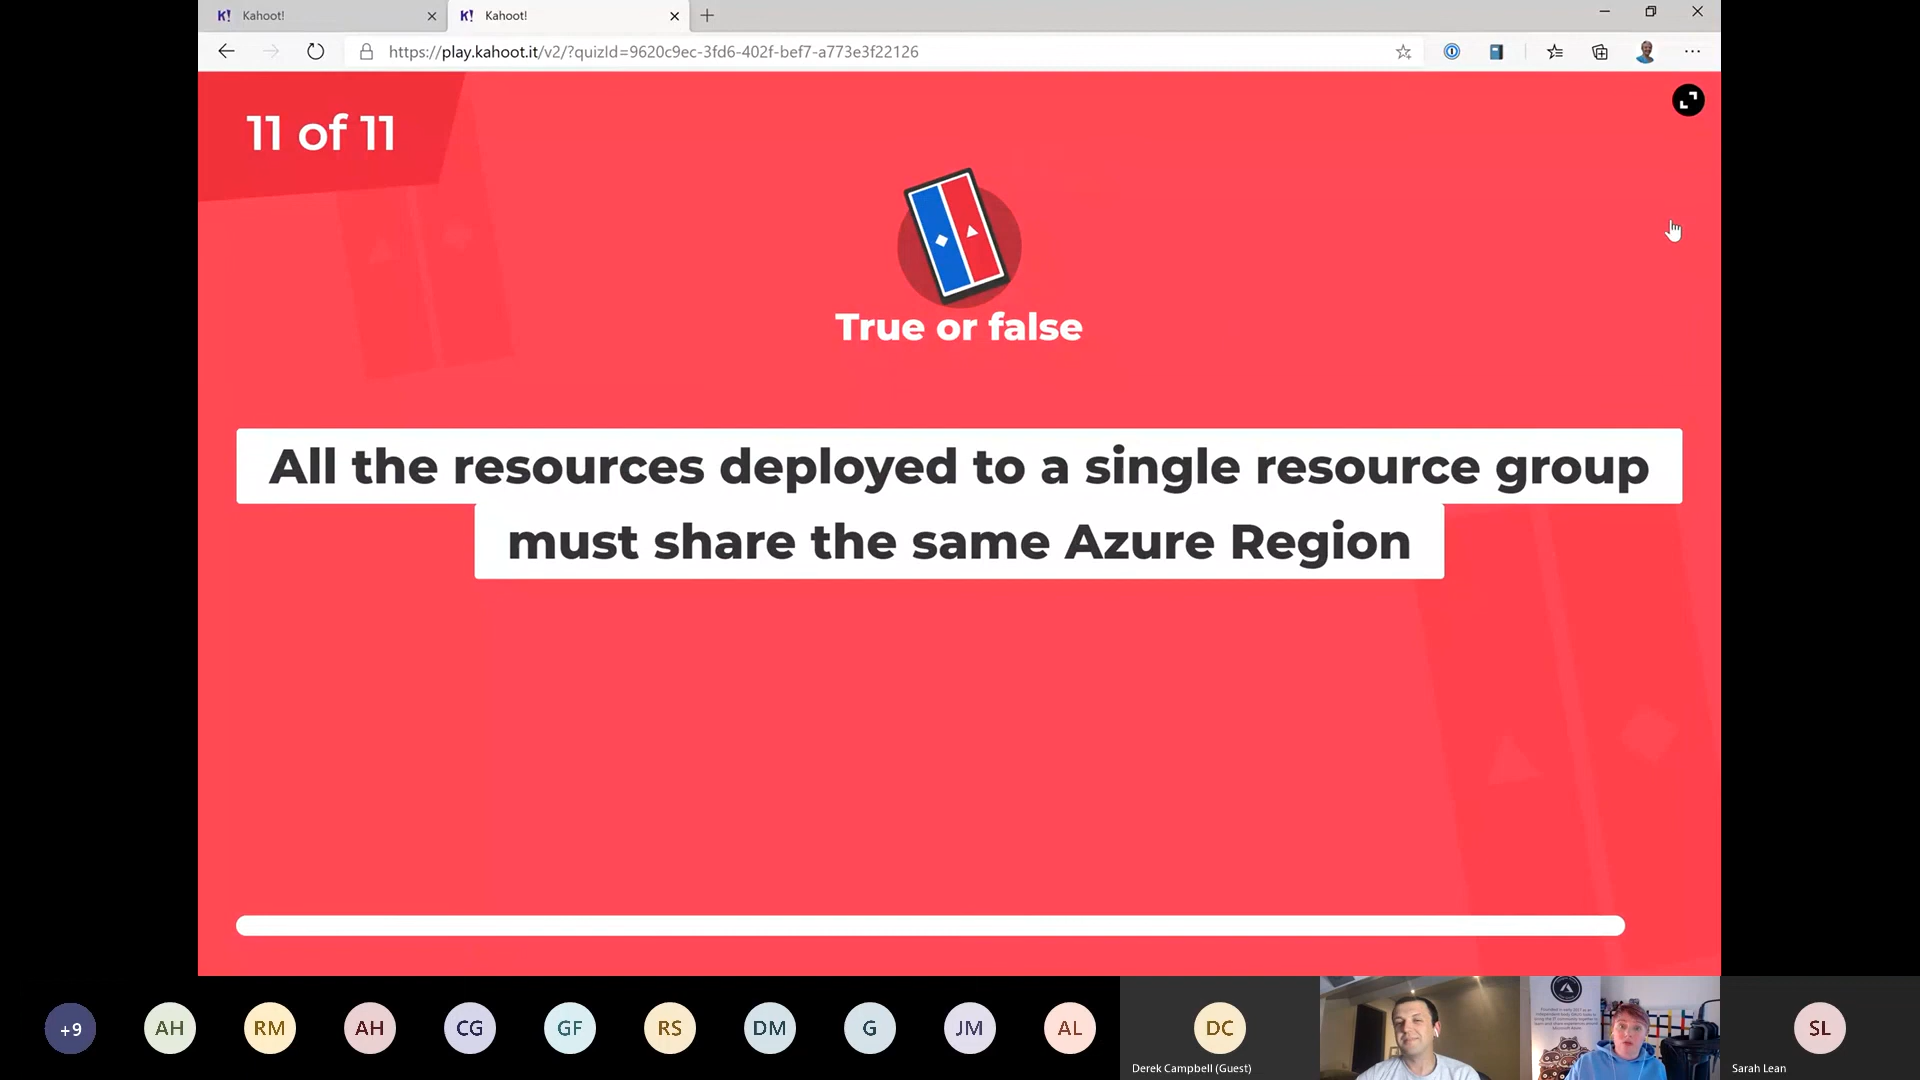 K! Kahoot!
K! Kahoot!
https://play.kahoot.it/v2/?quizId=9620c9ec-3fd6-402f-bef7-a773e3f22126
11 of 11
True or false
All the resources deployed to a single resource group
must share the same Azure Region
+9
AH
RM
AH
CG
GF
RS
DM
G
JM
AL
DC
SL
Derek Campbell (Guest)
Sarah Lean